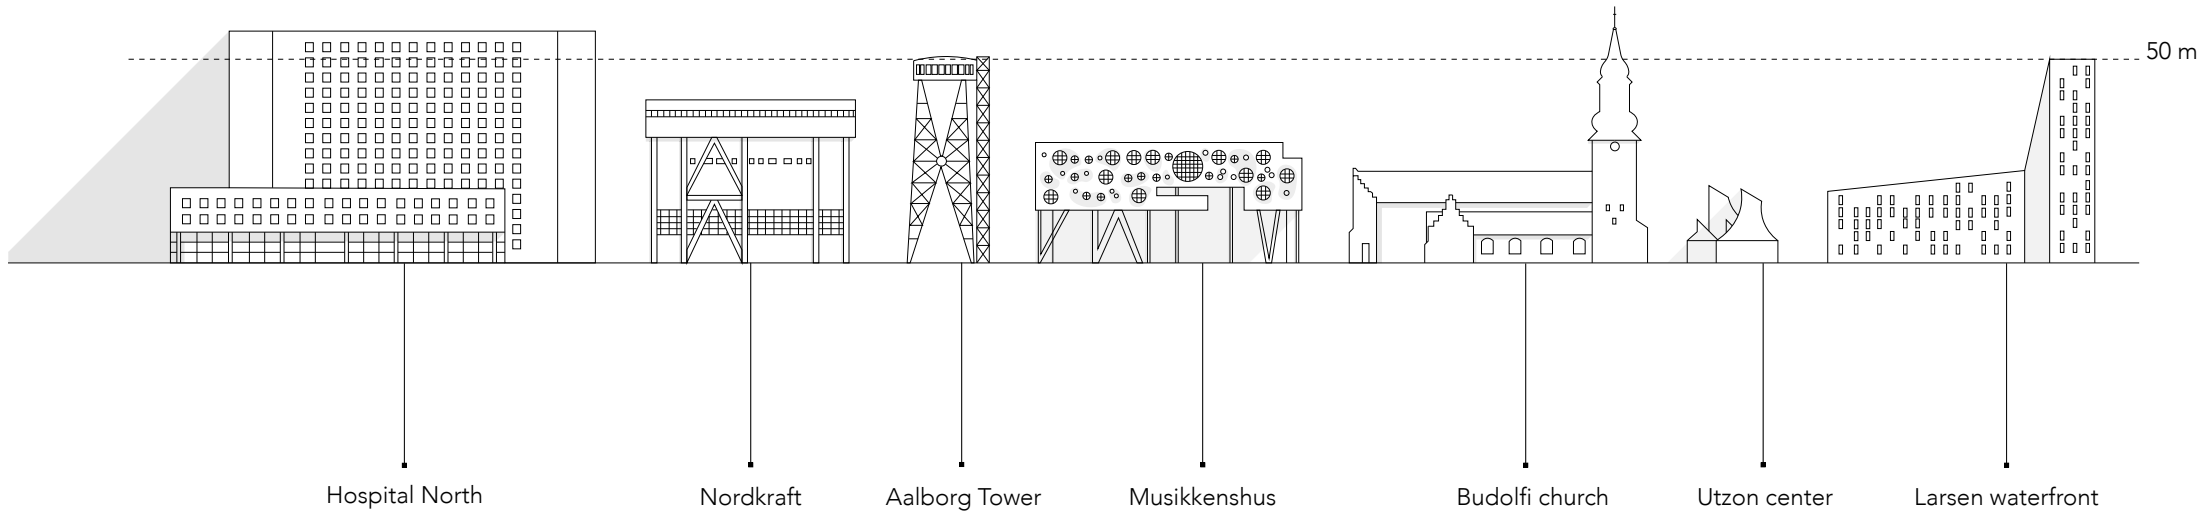 50 m
Hospital North
Nordkraft
Aalborg Tower
Musikkenshus
Budolfi church
Utzon center
Larsen waterfront